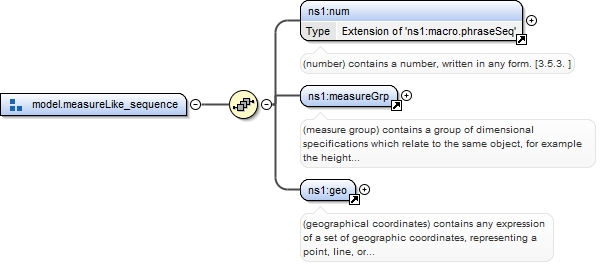 ns1:num
Type Extension of 'ns1:macro.phraseSeq'
(number) contains a number, written in any form. [3.5.3. ]
model.measureLike_sequence
ns1:measureGrp
(measure group) contains a group of dimensional
specifications which relate to the same object, for example
the height...
ns1:geo
(geographical coordinates) contains any expression
of a set of geographic coordinates, representing a
point, line, or...